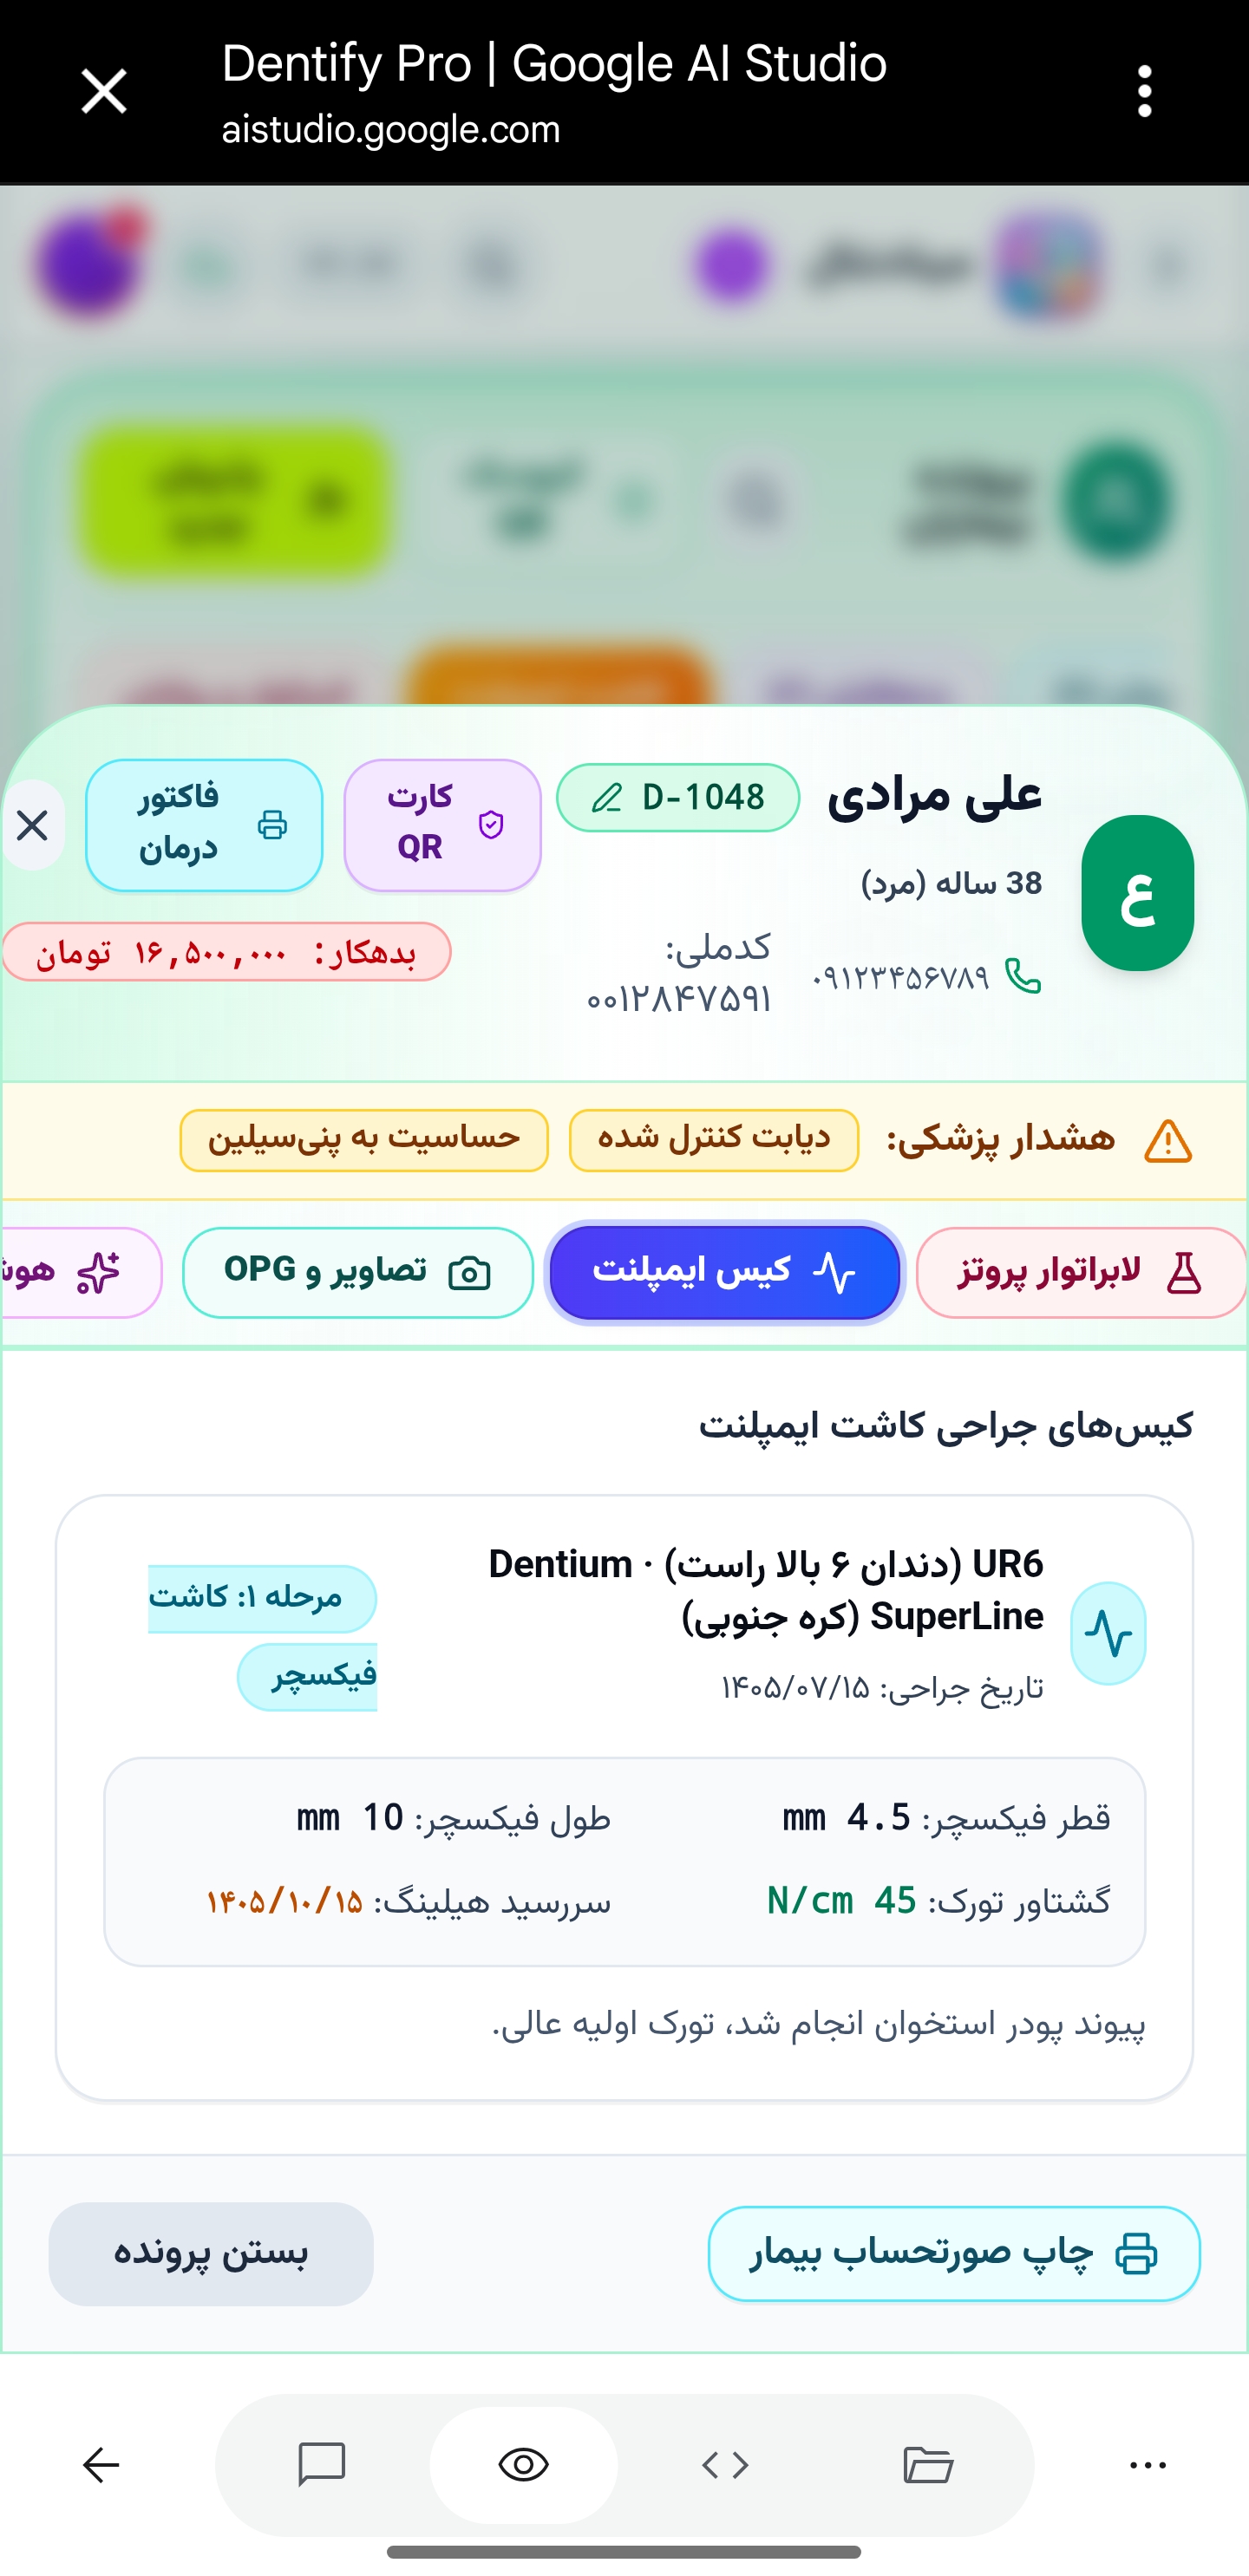 Dentify Pro | Google AI Studio
aistudio.google.com
علی مرادی
D-1048
کارت
QR
فاکتور
درمان
ع
38 ساله (مرد)
۰۹۱۲۳۴۵۶۷۸۹
کدملی:
۰۰۱۲۸۴۷۵۹۱
بدهکار: ۱۶,۵۰۰,۰۰۰ تومان
هشدار پزشکی:
دیابت کنترل شده
حساسیت به پنی‌سیلین
لابراتوار پروتز
کیس ایمپلنت
تصاویر و OPG
هوش
کیس‌های جراحی کاشت ایمپلنت
UR6 (دندان ۶ بالا راست) · Dentium
SuperLine (کره جنوبی)
تاریخ جراحی: ۱۴۰۵/۰۷/۱۵
مرحله ۱: کاشت
فیکسچر
قطر فیکسچر: 4.5 mm
طول فیکسچر: 10 mm
گشتاور تورک: 45 N/cm
سررسید هیلینگ: ۱۴۰۵/۱۰/۱۵
پیوند پودر استخوان انجام شد، تورک اولیه عالی.
چاپ صورتحساب بیمار
بستن پرونده